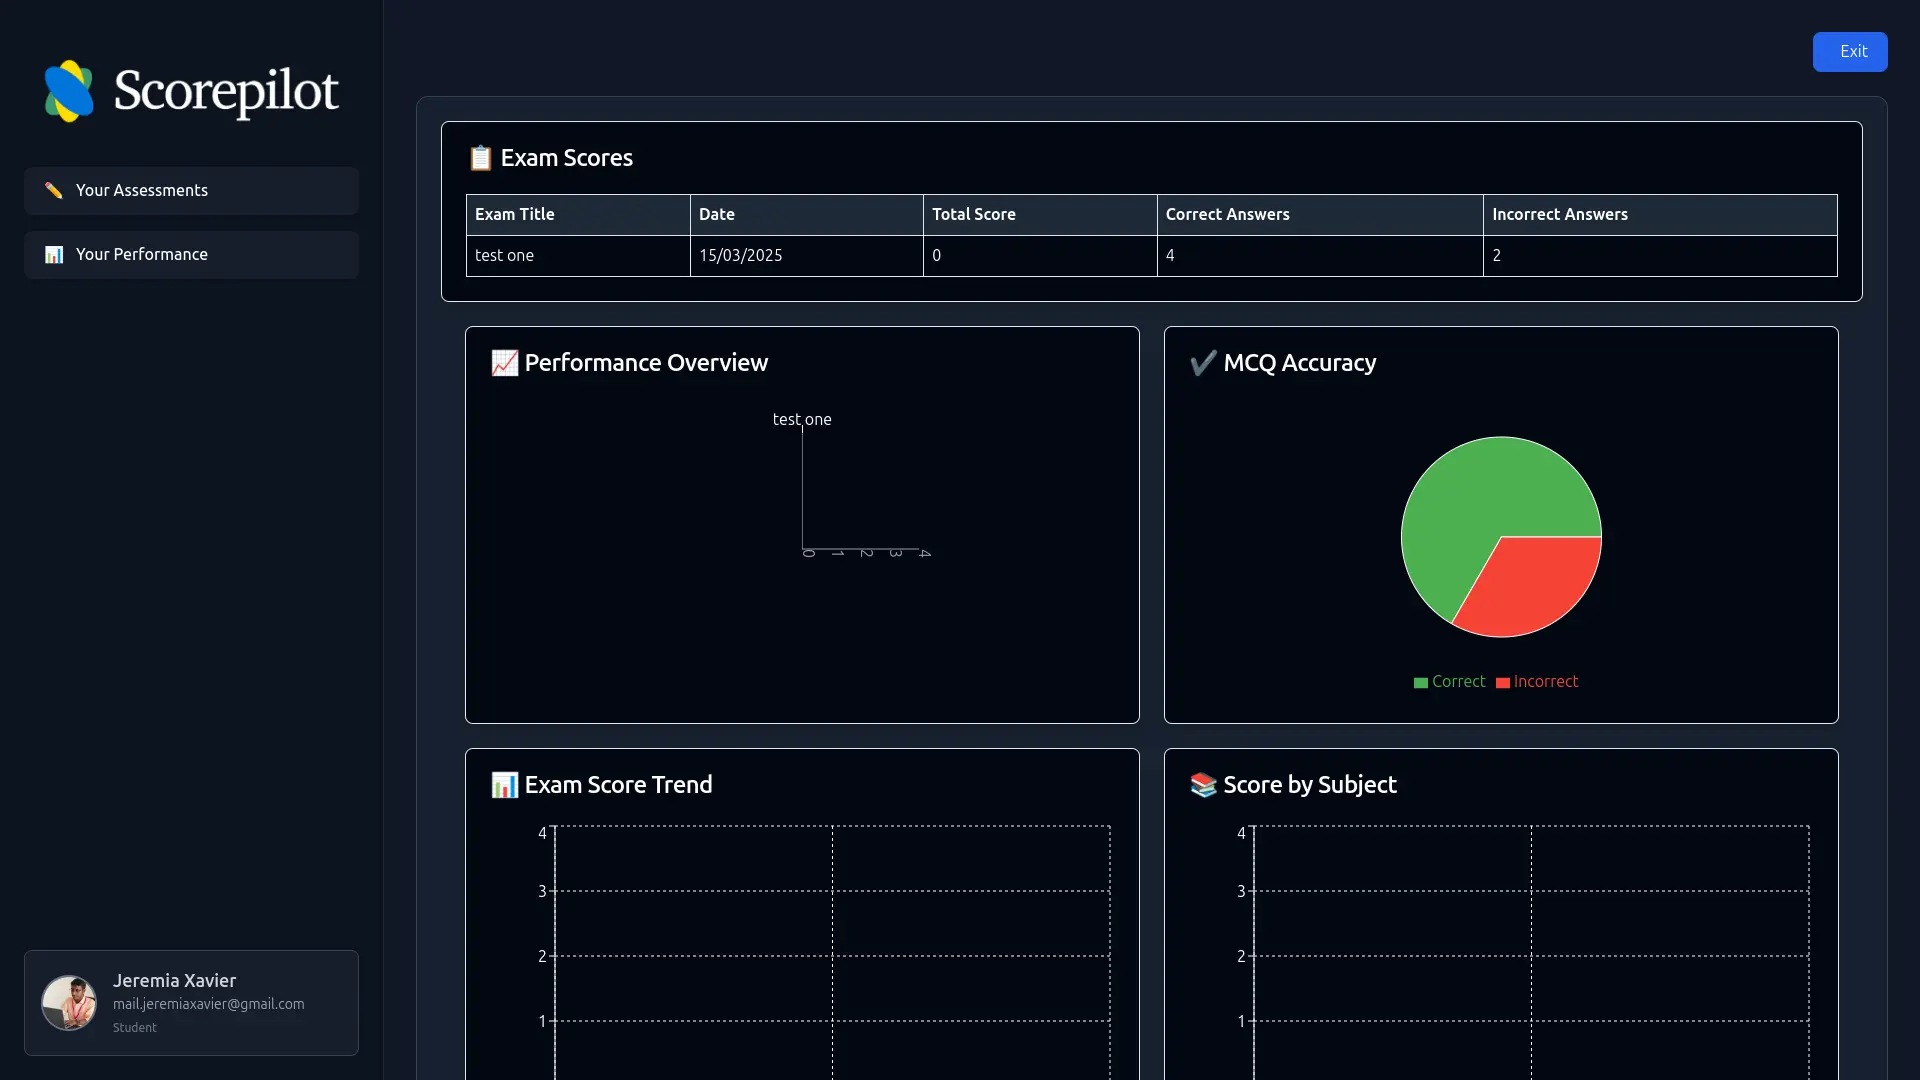 Scorepilot
Your Assessments
Your Performance
Jeremia Xavier
mail.jeremiaxavier@gmail.com
Student
Exit
Exam Scores
Exam Title Date Total Score Correct Answers Incorrect Answers
test one 15/03/2025 0 4 2
Performance Overview
test one
0 1 2 3 4
MCQ Accuracy
Correct Incorrect
Exam Score Trend
4
3
2
1
Score by Subject
4
3
2
1